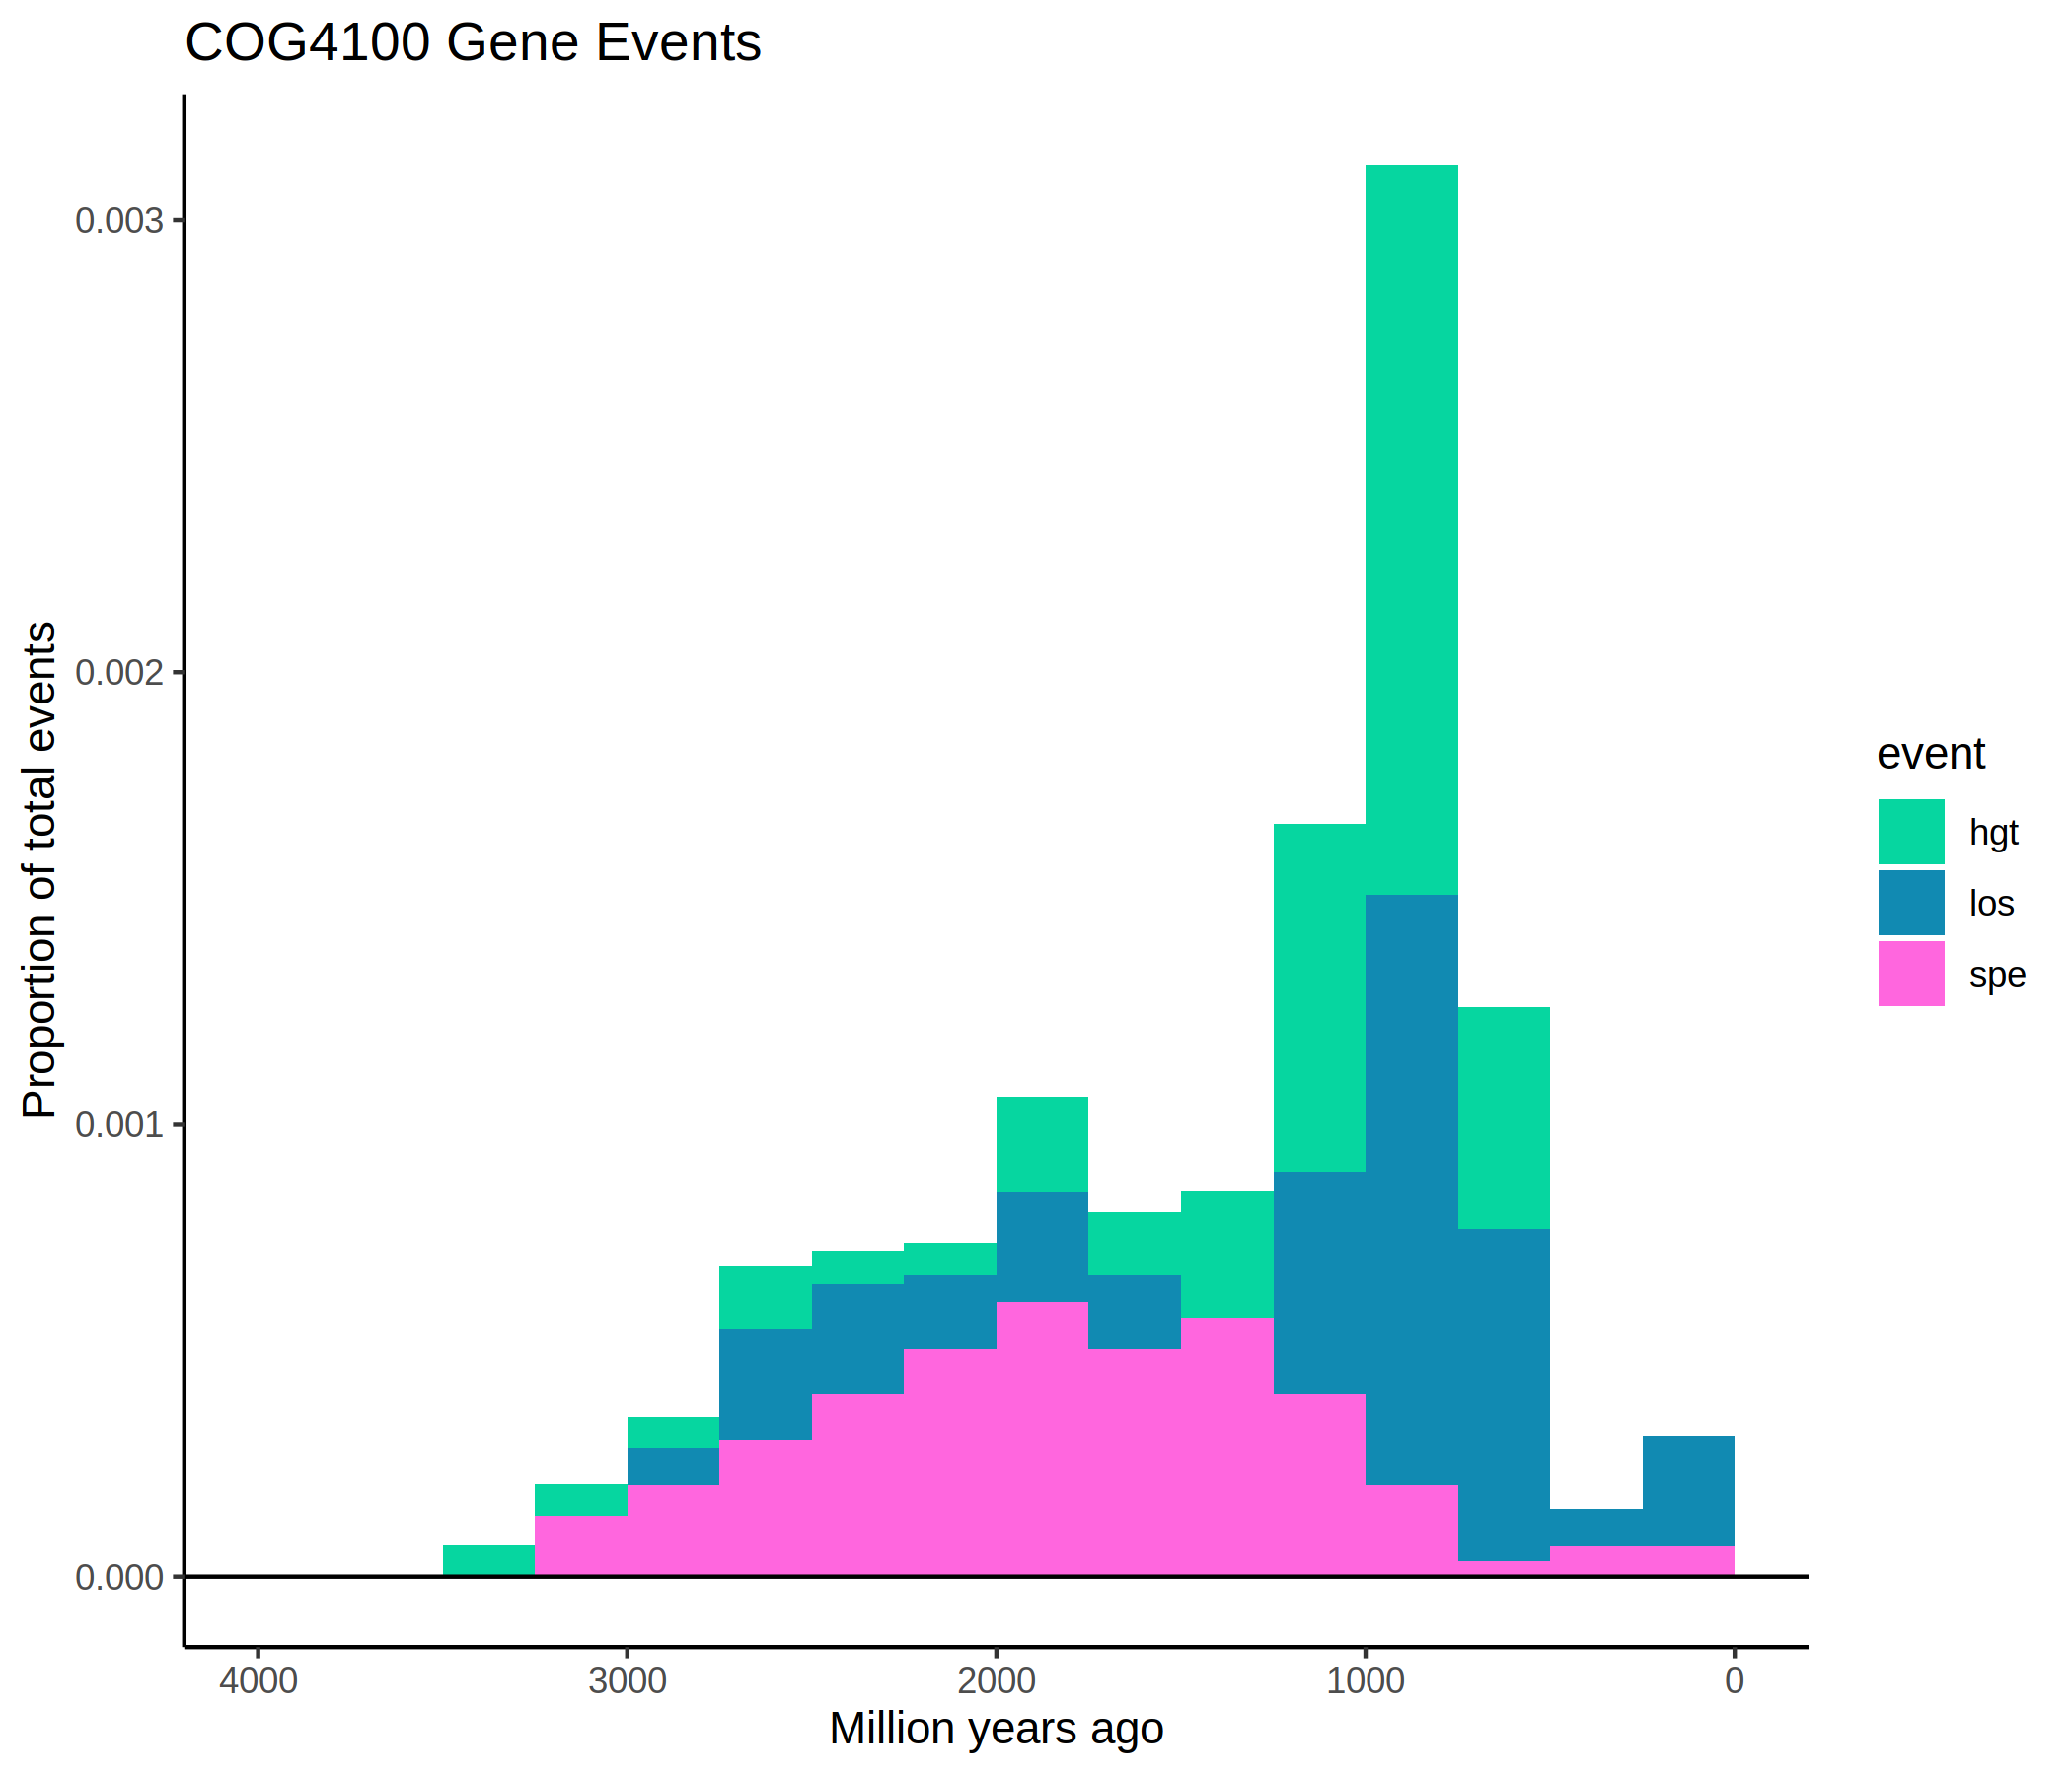 COG4100 Gene Events
Proportion of total events
0.003
0.002
0.001
0.000
4000 3000 2000 1000 0
Million years ago
event
hgt
los
spe